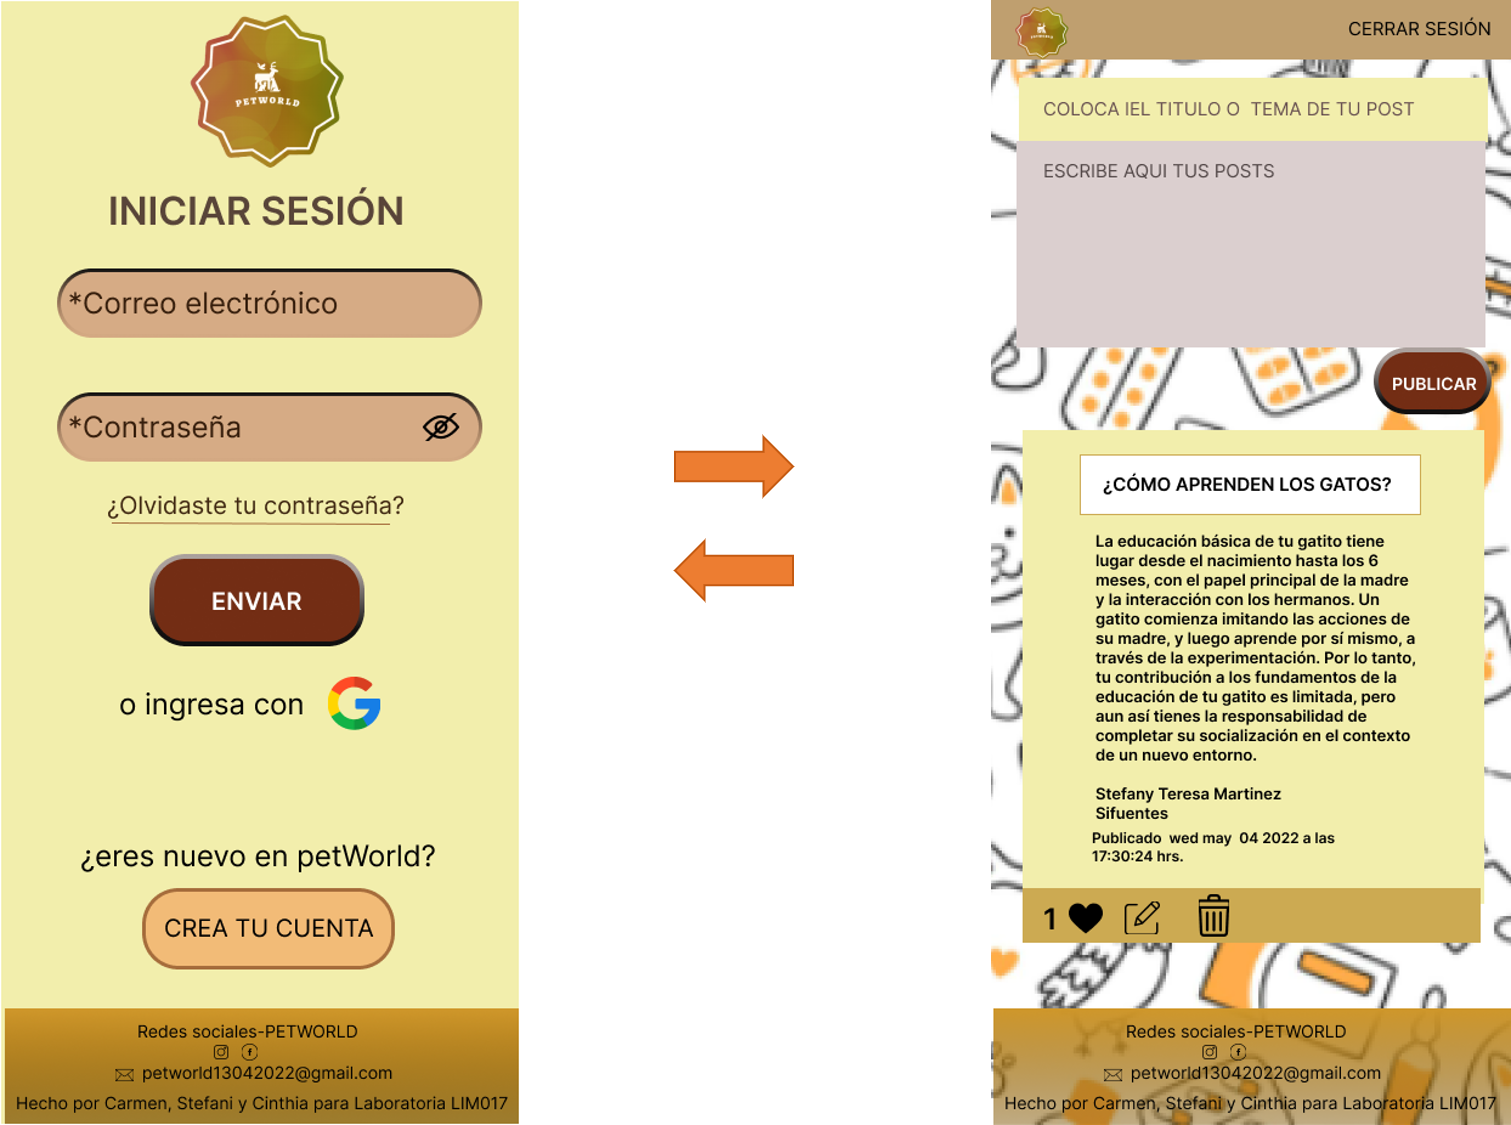 PETWORLD
INICIAR SESIÓN
*Correo electrónico
*Contraseña
¿Olvidaste tu contraseña?
ENVIAR
o ingresa con
¿eres nuevo en petWorld?
CREA TU CUENTA
Redes sociales-PETWORLD
petworld13042022@gmail.com
Hecho por Carmen, Stefani y Cinthia para Laboratoria LIM017
PETWORLD
CERRAR SESIÓN
COLOCA IEL TITULO O TEMA DE TU POST
ESCRIBE AQUI TUS POSTS
PUBLICAR
¿CÓMO APRENDEN LOS GATOS?
La educación básica de tu gatito tiene
lugar desde el nacimiento hasta los 6
meses, con el papel principal de la madre
y la interacción con los hermanos. Un
gatito comienza imitando las acciones de
su madre, y luego aprende por sí mismo, a
través de la experimentación. Por lo tanto,
tu contribución a los fundamentos de la
educación de tu gatito es limitada, pero
aun así tienes la responsabilidad de
completar su socialización en el contexto
de un nuevo entorno.
Stefany Teresa Martinez
Sifuentes
Publicado wed may 04 2022 a las
17:30:24 hrs.
1
Redes sociales-PETWORLD
petworld13042022@gmail.com
Hecho por Carmen, Stefani y Cinthia para Laboratoria LIM017